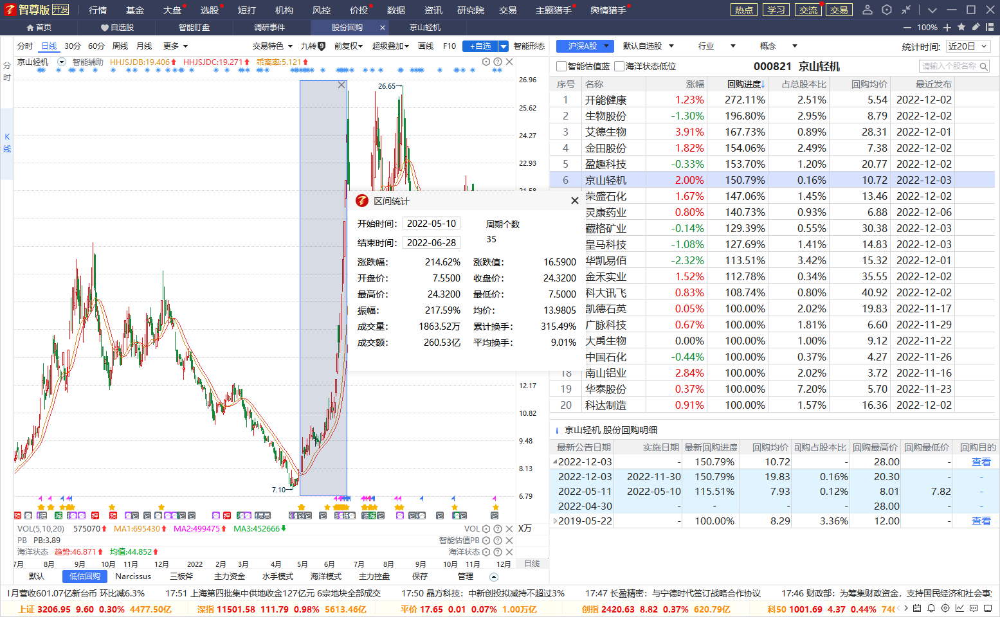 智尊版 开发 行情 基金 大盘 选股 短打 机构 风控 价投 数据 资讯 研究院 交易 主题猎手 舆情猎手 热点 学习 交流 交易
首页 自选股 智能盯盘 调研事件 股份回购 京山轻机 100%
分时 日线 30分 60分 周线 月线 更多 交易特色 九转 9 前复权 超级叠加 画线 F10 +自选 智能形态
沪深A股 默认自选股 行业 概念 统计时间: 近20日
京山轻机 智能辅助 HHJSJDB:19.406 HHJSJDC:19.271 乖离率:5.121
智能估值蓝 海洋状态低位 000821 京山轻机 请输入个股名称
分时
K线
26.96
25.62
24.27
22.93
21.58
12.17
10.82
9.48
8.13
6.79
26.65
7.10
序号 名称 涨幅 回购进度↓ 占总股本比 回购均价 最近发布
1 开能健康 1.23% 272.11% 2.51% 5.54 2022-12-02
2 生物股份 -1.30% 196.80% 2.95% 8.79 2022-12-02
3 艾德生物 3.91% 167.73% 0.89% 28.31 2022-12-01
4 金田股份 1.82% 154.06% 2.49% 7.38 2022-12-02
5 盈趣科技 -0.33% 153.70% 1.20% 20.77 2022-12-02
6 京山轻机 2.00% 150.79% 0.16% 10.72 2022-12-03
荣盛石化 1.67% 147.06% 1.45% 13.46 2022-12-02
灵康药业 0.80% 140.73% 0.93% 6.88 2022-12-06
藏格矿业 -0.14% 129.39% 0.55% 30.38 2022-12-03
皇马科技 -1.08% 127.69% 1.41% 14.83 2022-12-03
华凯易佰 -2.32% 113.51% 3.42% 15.32 2022-12-01
金禾实业 1.52% 112.78% 0.34% 35.55 2022-12-02
科大讯飞 0.83% 108.74% 0.80% 40.92 2022-12-02
凯德石英 0.05% 100.00% 2.02% 19.83 2022-11-17
广脉科技 0.67% 100.00% 1.81% 6.60 2022-11-29
大禹生物 0.00% 100.00% 1.00% 9.12 2022-11-22
中国石化 -0.44% 100.00% 0.37% 4.27 2022-11-26
18 南山铝业 2.84% 100.00% 2.02% 3.72 2022-11-16
19 华泰股份 0.37% 100.00% 7.20% 5.70 2022-11-23
20 科达制造 0.91% 100.00% 1.57% 16.36 2022-12-02
区间统计
开始时间: 2022-05-10 周期个数
结束时间: 2022-06-28 35
涨跌幅: 214.62% 涨跌值: 16.5900
开盘价: 7.5500 收盘价: 24.3200
最高价: 24.3200 最低价: 7.5000
振幅: 217.59% 均价: 13.9805
成交量: 1863.52万 累计换手: 315.49%
成交额: 260.53亿 平均换手: 9.01%
京山轻机 股份回购明细
最新公告日期 实施日期 最新回购进度 回购均价 回购占股本比 回购最高价 回购最低价 回购目的
2022-12-03 - 150.79% 10.72 - 28.00 - 查看
2022-12-03 2022-11-30 150.79% 19.83 0.16% 20.30 - -
2022-05-11 2022-05-10 115.51% 7.93 0.12% 8.01 7.82 -
2022-04-30 - - - - 28.00 - -
2019-05-22 - 100.00% 8.29 3.36% 12.00 - 查看
VOL(5,10,20) 575070 MA1:695430 MA2:499475 MA3:452666 VOL X万
PB PB:3.89 智能估值PB
海洋状态 趋势:46.871 均值:44.852 海洋状态
7月 8月 9月 10月 11月 12月 2022 2月 3月 4月 5月 6月 7月 8月 9月 10月 11月 12月 日线
默认 低估回购 Narcissus 三板斧 主力资金 水手模式 海洋模式 主力控盘 保存 管理
1月营收601.07亿新台币 环比减6.3% 17:51 上海第四批集中供地收金127亿元 6宗地块全部成交 17:50 晶方科技：中新创投拟减持不超过3% 17:47 长盈精密：与宁德时代签订战略合作协议 17:46 财政部：为筹集财政资金，支持国民经济和社会事
上证 3206.95 9.60 0.30% 4477.50亿 深指 11501.58 111.79 0.98% 5613.46亿 平价 17.65 0.01 0.07% 1.00万亿 创指 2420.63 8.82 0.37% 620.79亿 科50 1001.69 4.37 0.44%